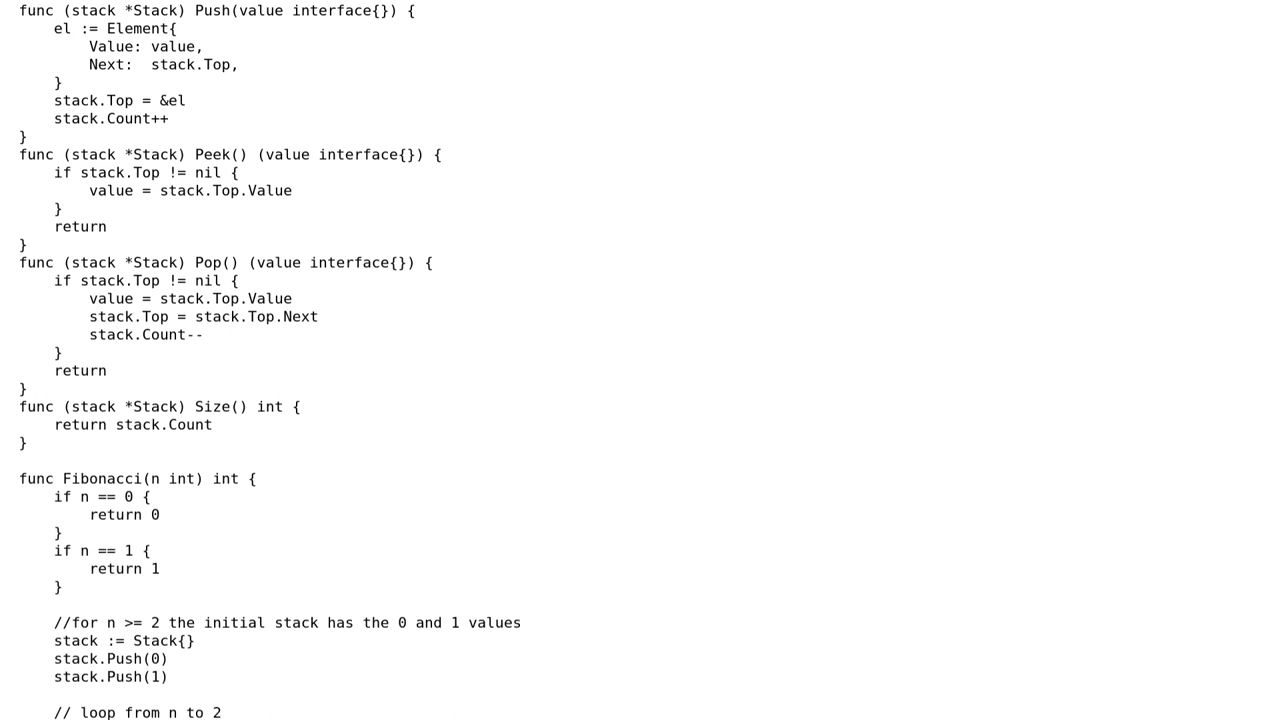 func (stack *Stack) Push(value interface{}) {
    el := Element{
        Value: value,
        Next:  stack.Top,
    }
    stack.Top = &el
    stack.Count++
}
func (stack *Stack) Peek() (value interface{}) {
    if stack.Top != nil {
        value = stack.Top.Value
    }
    return
}
func (stack *Stack) Pop() (value interface{}) {
    if stack.Top != nil {
        value = stack.Top.Value
        stack.Top = stack.Top.Next
        stack.Count--
    }
    return
}
func (stack *Stack) Size() int {
    return stack.Count
}

func Fibonacci(n int) int {
    if n == 0 {
        return 0
    }
    if n == 1 {
        return 1
    }

    //for n >= 2 the initial stack has the 0 and 1 values
    stack := Stack{}
    stack.Push(0)
    stack.Push(1)

    // loop from n to 2